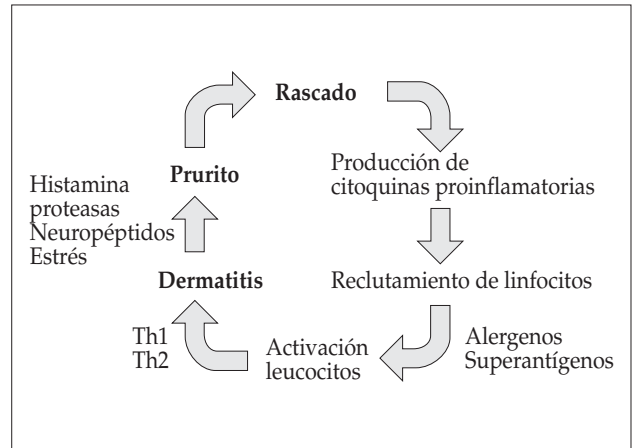 Rascado
Producción de
citoquinas proinflamatorias
Reclutamiento de linfocitos
Alergenos
Superantígenos
Activación
leucocitos
Th1
Th2
Dermatitis
Histamina
proteasas
Neuropéptidos
Estrés
Prurito